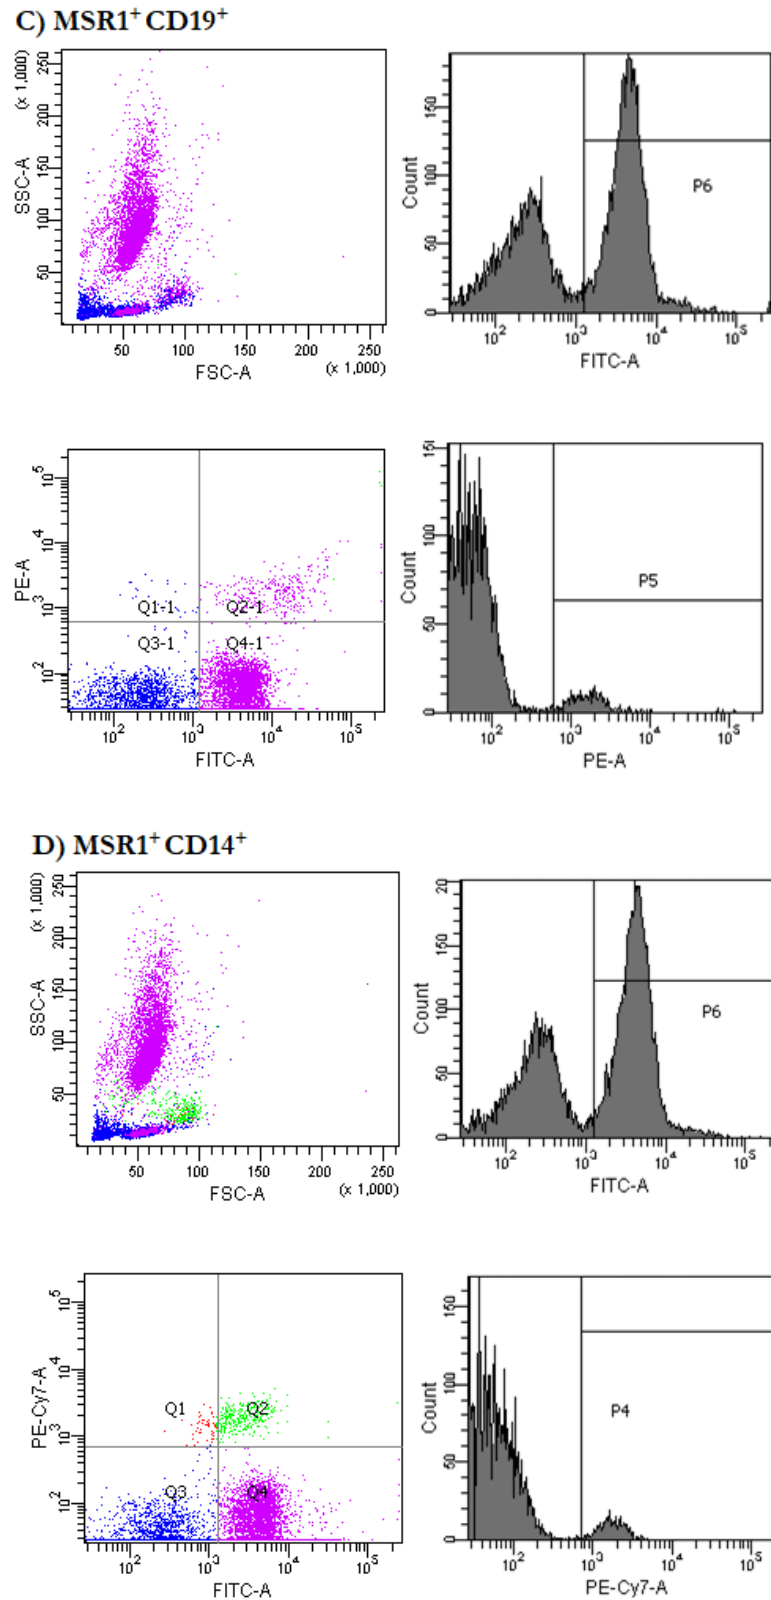 C) MSR1+ CD19+
(x 1,000)
SSC-A
50 100 150 200 250
50 100 150 200 250
FSC-A (x 1,000)
Count
0 50 100 150
P6
10^2 10^3 10^4 10^5
FITC-A
PE-A
10^2 10^3 10^4 10^5
Q1-1 Q2-1
Q3-1 Q4-1
10^2 10^3 10^4 10^5
FITC-A
Count
0 50 100 15
P5
10^2 10^3 10^4 10^5
PE-A
D) MSR1+ CD14+
(x 1,000)
SSC-A
50 100 150 200 250
50 100 150 200 250
FSC-A (x 1,000)
Count
0 50 100 150 20
P6
10^2 10^3 10^4 10^5
FITC-A
PE-Cy7-A
10^2 10^3 10^4 10^5
Q1 Q2
Q3 Q4
10^2 10^3 10^4 10^5
FITC-A
Count
0 50 100 150
P4
10^2 10^3 10^4 10^5
PE-Cy7-A